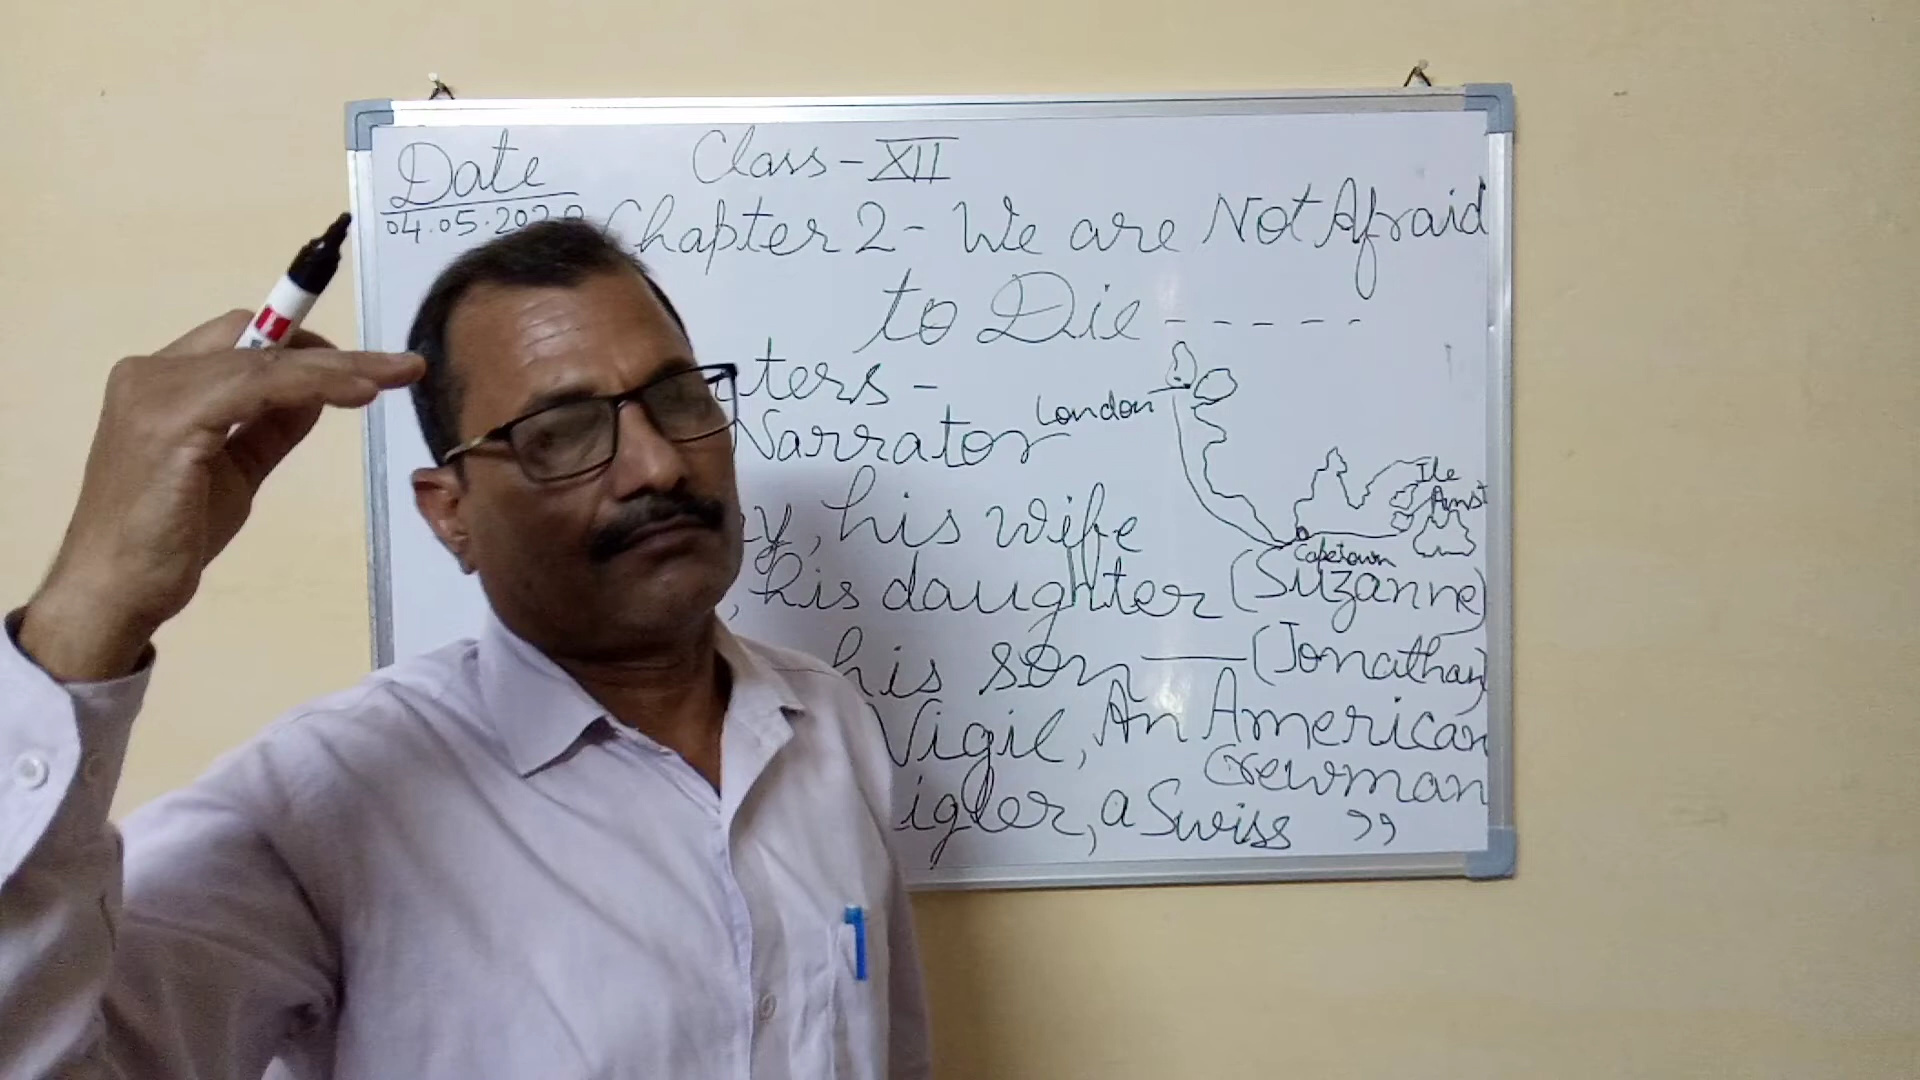 Date
Class - XII
04.05.202
Chapter 2 - We are Not Afraid
to Die - - - - -
ters -
Narrator
London
Ile
Amst
y, his wife
Capetown
, his daughter (Suzanne)
his son — (Jonathan)
Vigil, An American
Crewman
igler, a Swiss ”